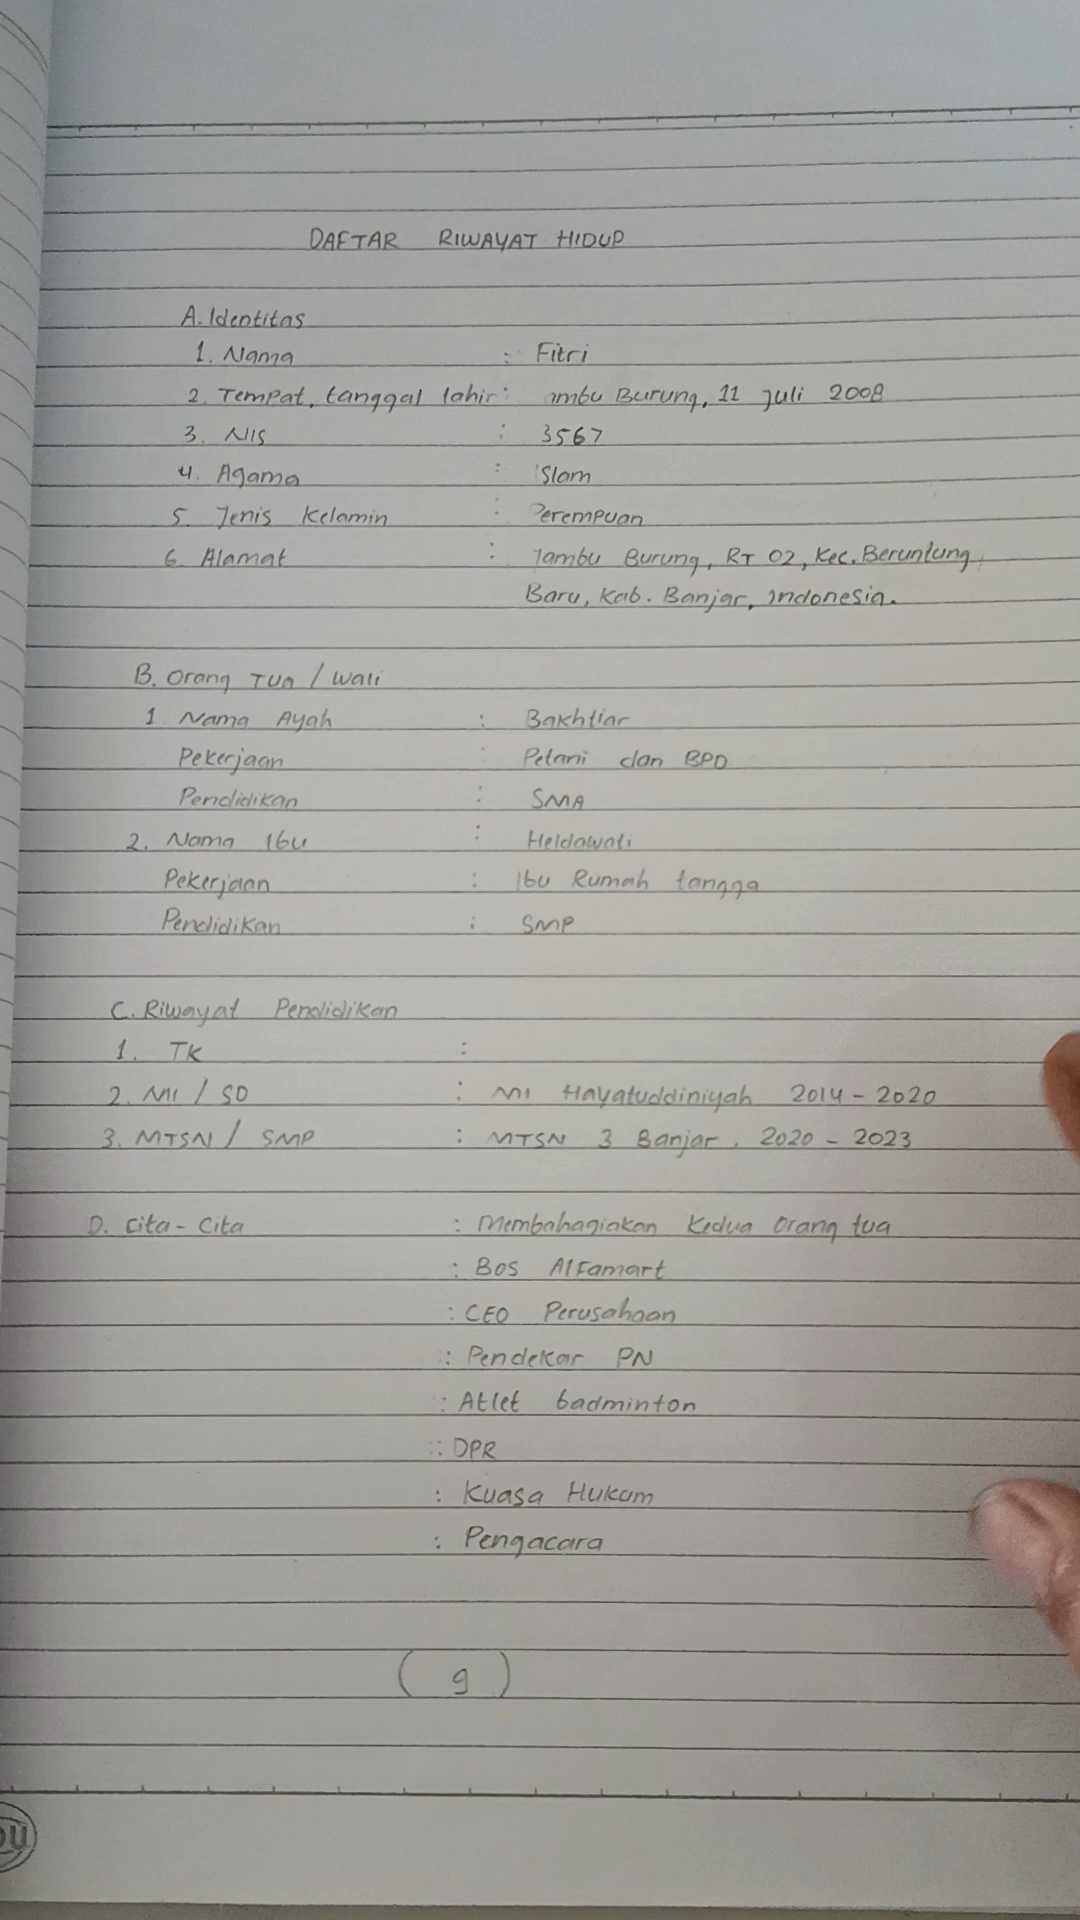 DAFTAR RIWAYAT HIDUP
A. Identitas
1. Nama : Fitri
2. Tempat, tanggal lahir : ambu Burung, 11 Juli 2008
3. NIS : 3567
4. Agama : Islam
5. Jenis Kelamin : Perempuan
6. Alamat : Jambu Burung, RT 02, Kec. Beruntung
Baru, Kab. Banjar, Indonesia.
B. Orang Tua / Wali
1 Nama Ayah : Bakhtiar
Pekerjaan : Petani dan BPD
Pendidikan : SMA
2. Nama Ibu : Heldawati
Pekerjaan : Ibu Rumah tangga
Pendidikan : SMP
C. Riwayat Pendidikan
1. TK :
2. MI / SD : MI Hayatuddiniyah 2014 - 2020
3. MTSN / SMP : MTSN 3 Banjar. 2020 - 2023
D. Cita - Cita : Membahagiakan Kedua Orang tua
: Bos Alfamart
: CEO Perusahaan
: Pendekar PN
: Atlet badminton
: DPR
: Kuasa Hukum
: Pengacara
( 9 )